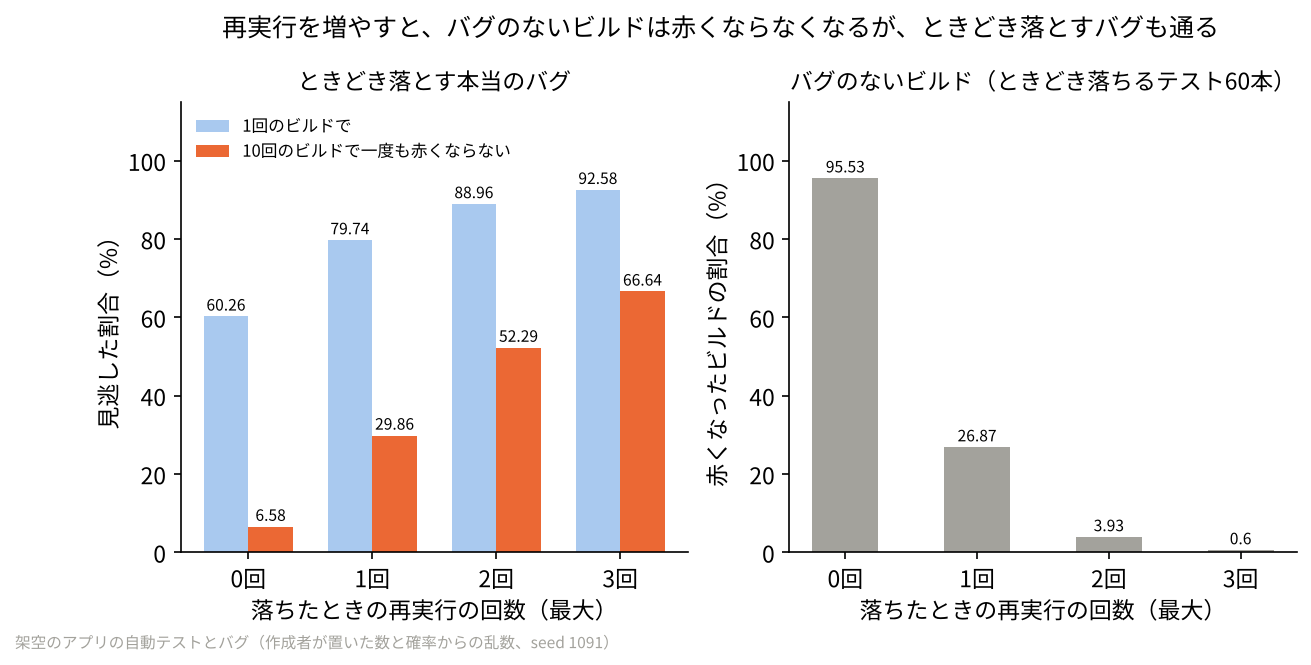 再実行を増やすと、バグのないビルドは赤くならなくなるが、ときどき落とすバグも通る
ときどき落とす本当のバグ
1回のビルドで
10回のビルドで一度も赤くならない
見逃した割合（%）
100
80
60
40
20
0
60.26
6.58
79.74
29.86
88.96
52.29
92.58
66.64
0回
1回
2回
3回
落ちたときの再実行の回数（最大）
バグのないビルド（ときどき落ちるテスト60本）
赤くなったビルドの割合（%）
100
80
60
40
20
0
95.53
26.87
3.93
0.6
0回
1回
2回
3回
落ちたときの再実行の回数（最大）
架空のアプリの自動テストとバグ（作成者が置いた数と確率からの乱数、seed 1091）